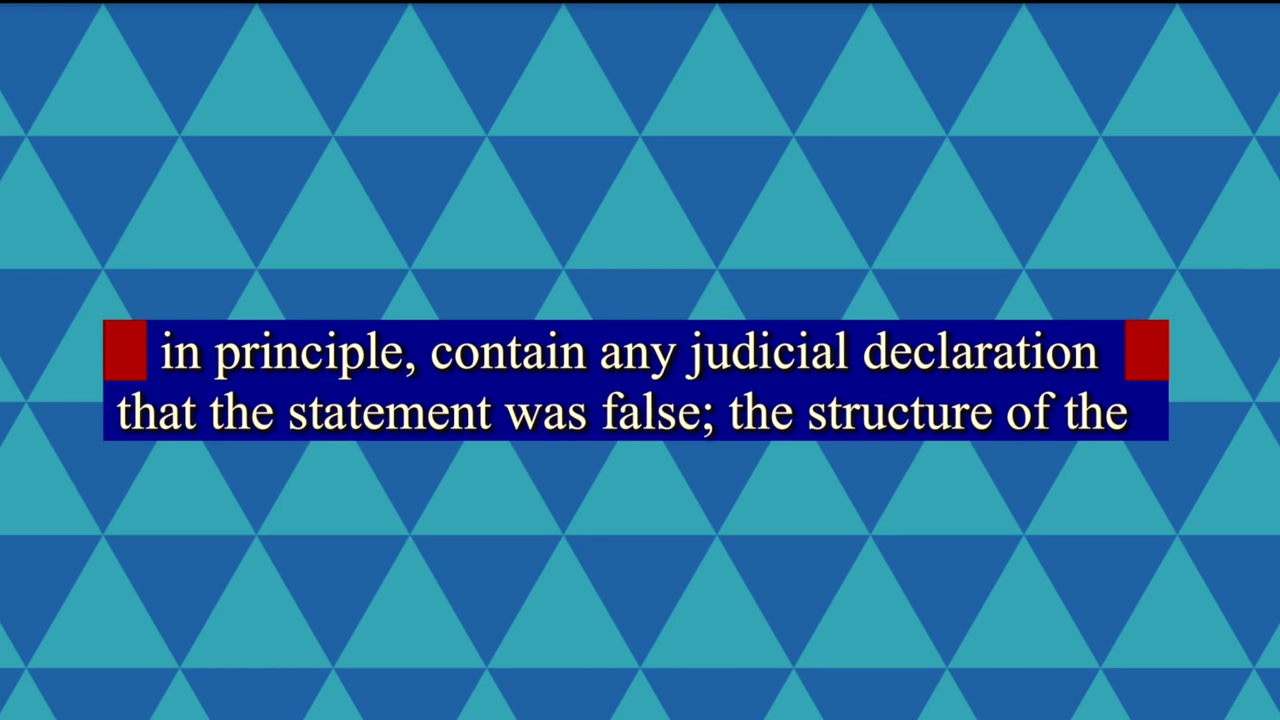 in principle, contain any judicial declaration
that the statement was false; the structure of the